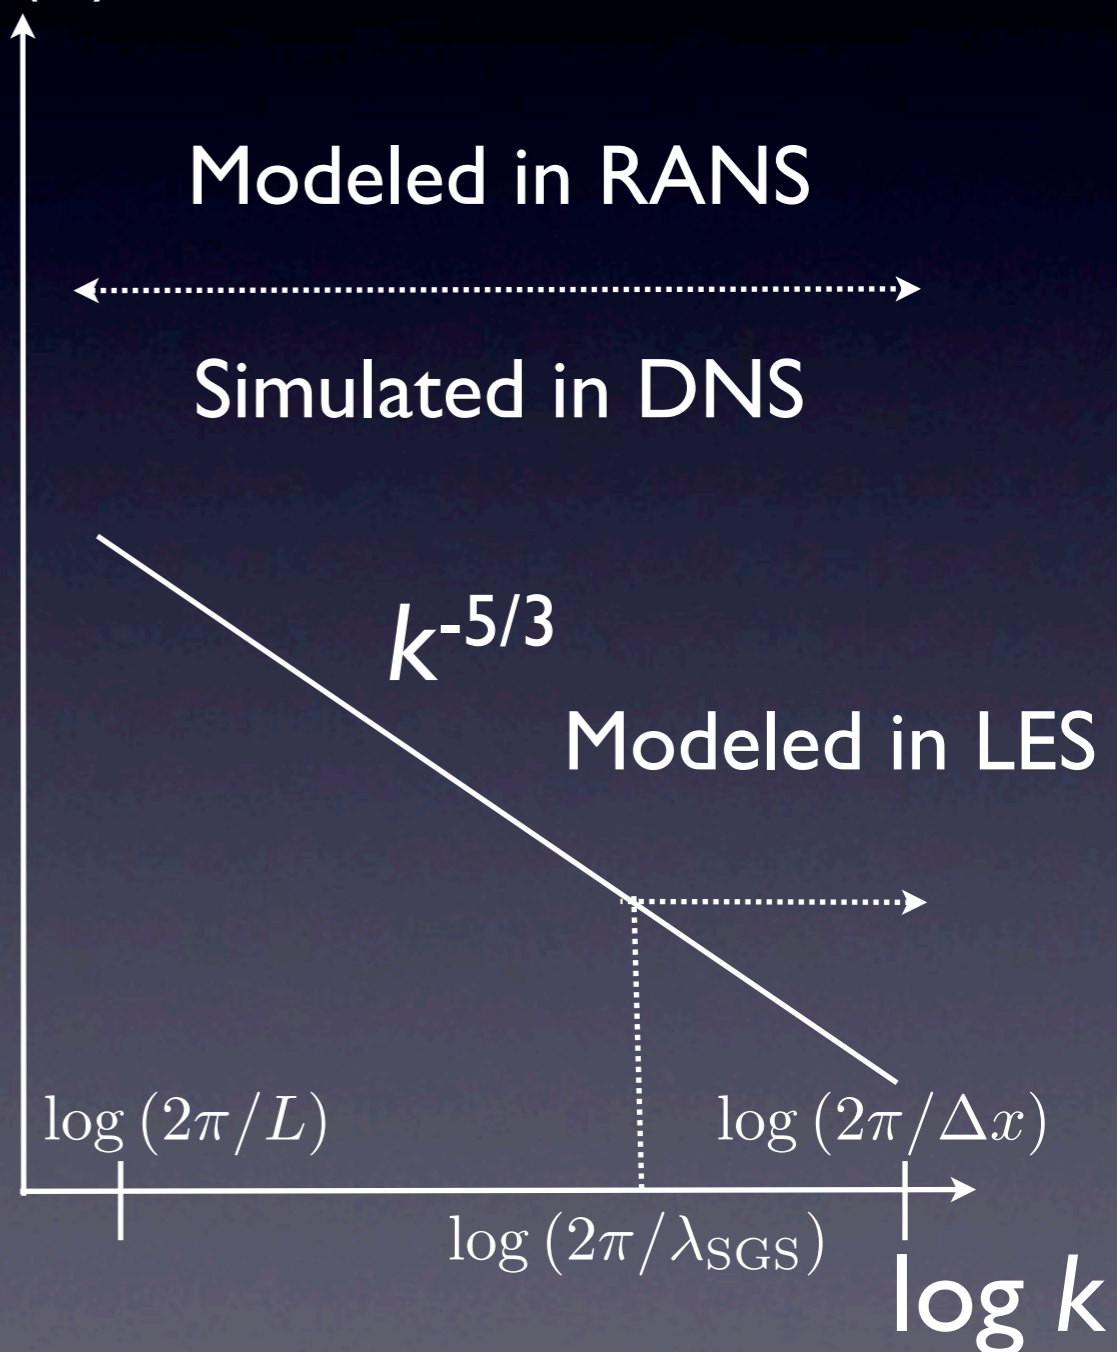 Modeled in RANS
Simulated in DNS
k^-5/3
Modeled in LES
log (2π/L)
log (2π/Δx)
log (2π/λ_SGS)
log k